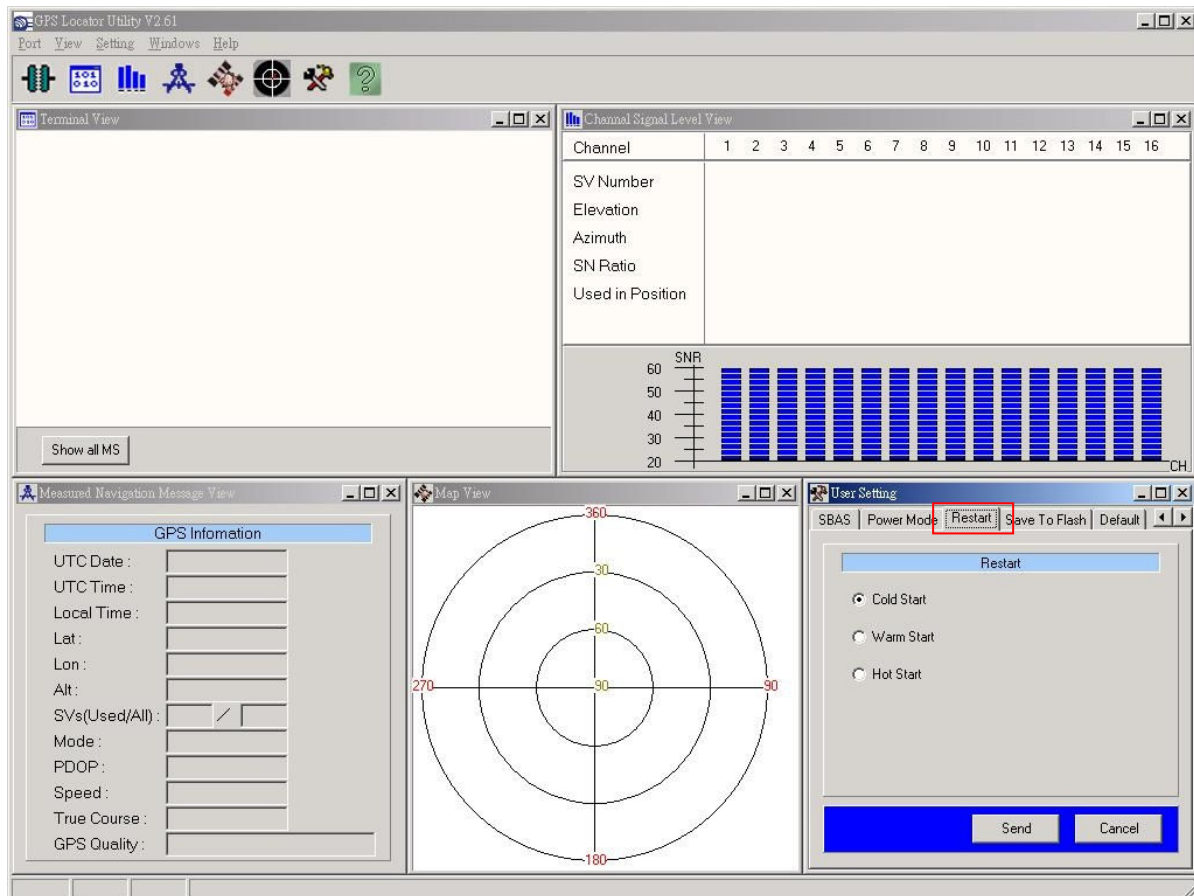 GPS Locator Utility V2.61
Port View Setting Windows Help
101
010
Terminal View
Show all MS
Channal Signal Level View
Channel 1 2 3 4 5 6 7 8 9 10 11 12 13 14 15 16
SV Number
Elevation
Azimuth
SN Ratio
Used in Position
SNR
60
50
40
30
20
CH.
Measured Navigation Message View
GPS Infomation
UTC Date :
UTC Time :
Local Time :
Lat :
Lon :
Alt :
SVs(Used/All) : /
Mode :
PDOP :
Speed :
True Course :
GPS Quality :
Map View
360
30
60
270 90 90
180
User Setting
SBAS Power Mode Restart Save To Flash Default
Restart
Cold Start
Warm Start
Hot Start
Send Cancel